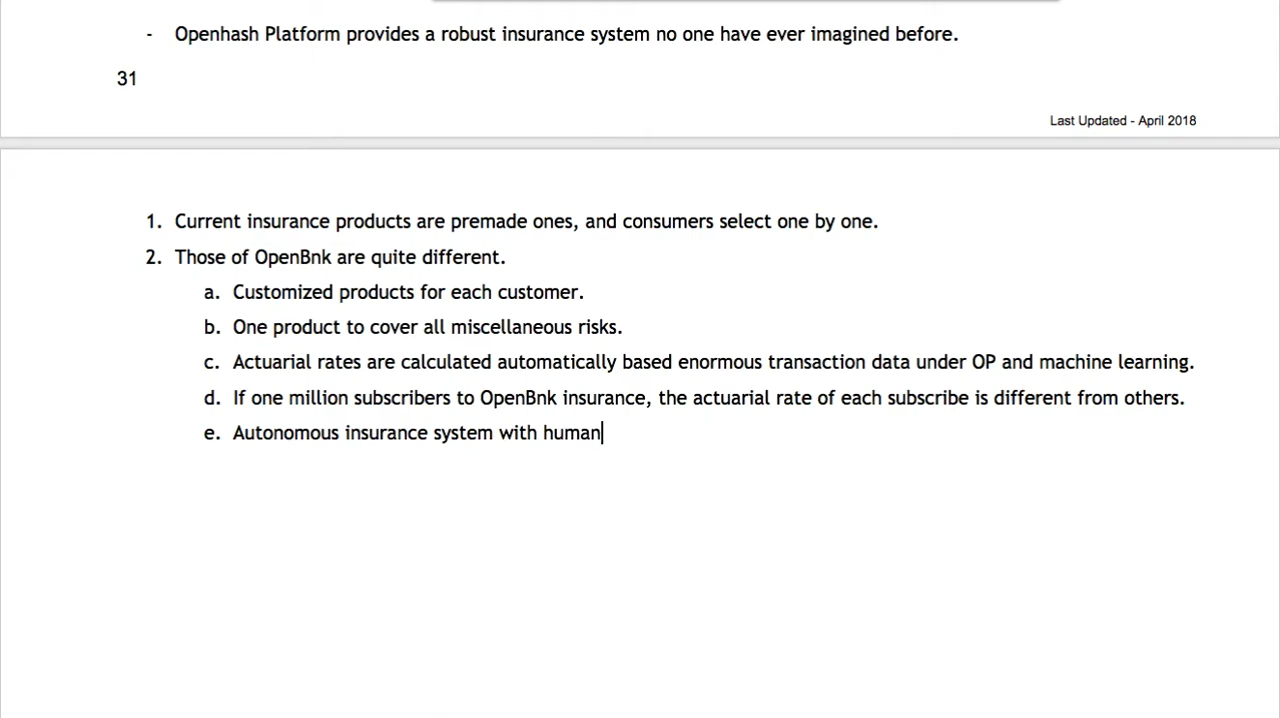 - Openhash Platform provides a robust insurance system no one have ever imagined before.
31
Last Updated - April 2018
1. Current insurance products are premade ones, and consumers select one by one.
2. Those of OpenBnk are quite different.
a. Customized products for each customer.
b. One product to cover all miscellaneous risks.
c. Actuarial rates are calculated automatically based enormous transaction data under OP and machine learning.
d. If one million subscribers to OpenBnk insurance, the actuarial rate of each subscribe is different from others.
e. Autonomous insurance system with human